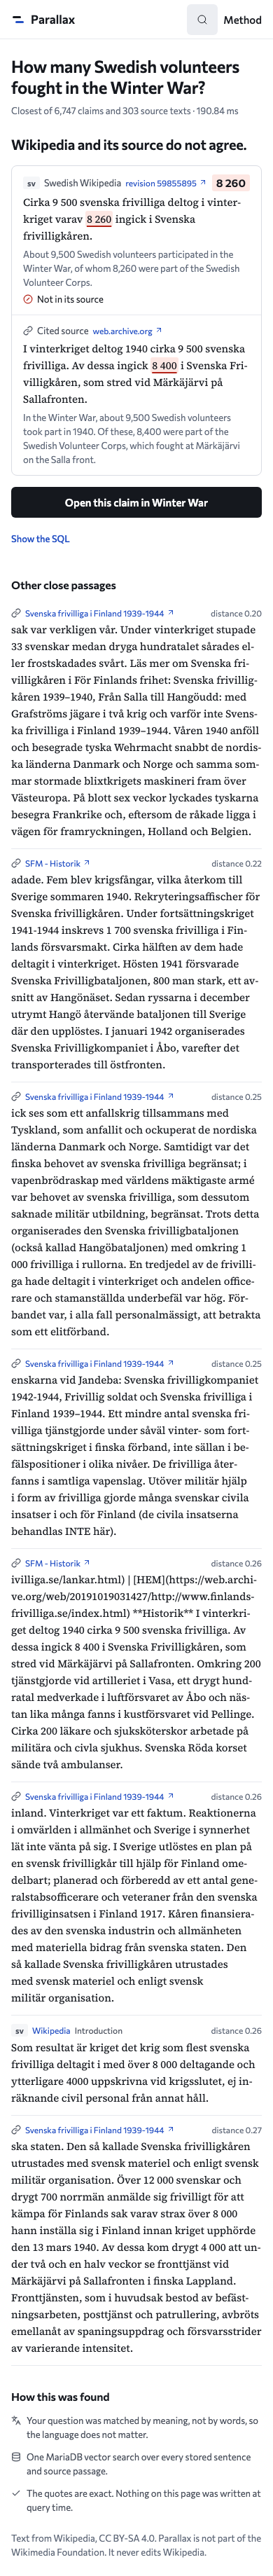 Parallax
Method
How many Swedish volunteers
fought in the Winter War?
Closest of 6,747 claims and 303 source texts · 190.84 ms
Wikipedia and its source do not agree.
sv Swedish Wikipedia revision 59855895 ↗ 8 260
Cirka 9 500 svenska frivilliga deltog i vinter-
kriget varav 8 260 ingick i Svenska
frivilligkåren.
About 9,500 Swedish volunteers participated in the
Winter War, of whom 8,260 were part of the Swedish
Volunteer Corps.
Not in its source
Cited source web.archive.org ↗
I vinterkriget deltog 1940 cirka 9 500 svenska
frivilliga. Av dessa ingick 8 400 i Svenska Fri-
villigkåren, som stred vid Märkäjärvi på
Sallafronten.
In the Winter War, about 9,500 Swedish volunteers
took part in 1940. Of these, 8,400 were part of the
Swedish Volunteer Corps, which fought at Märkäjärvi
on the Salla front.
Open this claim in Winter War
Show the SQL
Other close passages
Svenska frivilliga i Finland 1939-1944 ↗ distance 0.20
sak var verkligen vår. Under vinterkriget stupade
33 svenskar medan dryga hundratalet sårades el-
ler frostskadades svårt. Läs mer om Svenska fri-
villigkåren i För Finlands frihet: Svenska frivillig-
kåren 1939–1940, Från Salla till Hangöudd: med
Grafströms jägare i två krig och varför inte Svens-
ka frivilliga i Finland 1939–1944. Våren 1940 anföll
och besegrade tyska Wehrmacht snabbt de nordis-
ka länderna Danmark och Norge och samma som-
mar stormade blixtkrigets maskineri fram över
Västeuropa. På blott sex veckor lyckades tyskarna
besegra Frankrike och, eftersom de råkade ligga i
vägen för framryckningen, Holland och Belgien.
SFM - Historik ↗ distance 0.22
adade. Fem blev krigsfångar, vilka återkom till
Sverige sommaren 1940. Rekryteringsaffischer för
Svenska frivilligkåren. Under fortsättningskriget
1941-1944 inskrevs 1 700 svenska frivilliga i Fin-
lands försvarsmakt. Cirka hälften av dem hade
deltagit i vinterkriget. Hösten 1941 försvarade
Svenska Frivilligbataljonen, 800 man stark, ett av-
snitt av Hangönäset. Sedan ryssarna i december
utrymt Hangö återvände bataljonen till Sverige
där den upplöstes. I januari 1942 organiserades
Svenska Frivilligkompaniet i Åbo, varefter det
transporterades till östfronten.
Svenska frivilliga i Finland 1939-1944 ↗ distance 0.25
ick ses som ett anfallskrig tillsammans med
Tyskland, som anfallit och ockuperat de nordiska
länderna Danmark och Norge. Samtidigt var det
finska behovet av svenska frivilliga begränsat; i
vapenbrödraskap med världens mäktigaste armé
var behovet av svenska frivilliga, som dessutom
saknade militär utbildning, begränsat. Trots detta
organiserades den Svenska frivilligbataljonen
(också kallad Hangöbataljonen) med omkring 1
000 frivilliga i rullorna. En tredjedel av de frivilli-
ga hade deltagit i vinterkriget och andelen office-
rare och stamanställda underbefäl var hög. För-
bandet var, i alla fall personalmässigt, att betrakta
som ett elitförband.
Svenska frivilliga i Finland 1939-1944 ↗ distance 0.25
enskarna vid Jandeba: Svenska frivilligkompaniet
1942-1944, Frivillig soldat och Svenska frivilliga i
Finland 1939–1944. Ett mindre antal svenska fri-
villiga tjänstgjorde under såväl vinter- som fort-
sättningskriget i finska förband, inte sällan i be-
fälspositioner i olika nivåer. De frivilliga åter-
fanns i samtliga vapenslag. Utöver militär hjälp
i form av frivilliga gjorde många svenskar civila
insatser i och för Finland (de civila insatserna
behandlas INTE här).
SFM - Historik ↗ distance 0.26
ivilliga.se/lankar.html) | [HEM](https://web.archi-
ve.org/web/20191019031427/http://www.finlands-
frivilliga.se/index.html) **Historik** I vinterkri-
get deltog 1940 cirka 9 500 svenska frivilliga. Av
dessa ingick 8 400 i Svenska Frivilligkåren, som
stred vid Märkäjärvi på Sallafronten. Omkring 200
tjänstgjorde vid artilleriet i Vasa, ett drygt hund-
ratal medverkade i luftförsvaret av Åbo och näs-
tan lika många fanns i kustförsvaret vid Pellinge.
Cirka 200 läkare och sjuksköterskor arbetade på
militära och civla sjukhus. Svenska Röda korset
sände två ambulanser.
Svenska frivilliga i Finland 1939-1944 ↗ distance 0.26
inland. Vinterkriget var ett faktum. Reaktionerna
i omvärlden i allmänhet och Sverige i synnerhet
lät inte vänta på sig. I Sverige utlöstes en plan på
en svensk frivilligkår till hjälp för Finland ome-
delbart; planerad och förberedd av ett antal gene-
ralstabsofficerare och veteraner från den svenska
frivilliginsatsen i Finland 1917. Kåren finansiera-
des av den svenska industrin och allmänheten
med materiella bidrag från svenska staten. Den
så kallade Svenska frivilligkåren utrustades
med svensk materiel och enligt svensk
militär organisation.
sv Wikipedia Introduction distance 0.26
Som resultat är kriget det krig som flest svenska
frivilliga deltagit i med över 8 000 deltagande och
ytterligare 4000 uppskrivna vid krigsslutet, ej in-
räknande civil personal från annat håll.
Svenska frivilliga i Finland 1939-1944 ↗ distance 0.27
ska staten. Den så kallade Svenska frivilligkåren
utrustades med svensk materiel och enligt svensk
militär organisation. Över 12 000 svenskar och
drygt 700 norrmän anmälde sig frivilligt för att
kämpa för Finlands sak varav strax över 8 000
hann inställa sig i Finland innan kriget upphörde
den 13 mars 1940. Av dessa kom drygt 4 000 att un-
der två och en halv veckor se fronttjänst vid
Märkäjärvi på Sallafronten i finska Lappland.
Fronttjänsten, som i huvudsak bestod av befäst-
ningsarbeten, posttjänst och patrullering, avbröts
emellanåt av spaningsuppdrag och försvarsstrider
av varierande intensitet.
How this was found
Your question was matched by meaning, not by words, so
the language does not matter.
One MariaDB vector search over every stored sentence
and source passage.
The quotes are exact. Nothing on this page was written at
query time.
Text from Wikipedia, CC BY-SA 4.0. Parallax is not part of the
Wikimedia Foundation. It never edits Wikipedia.